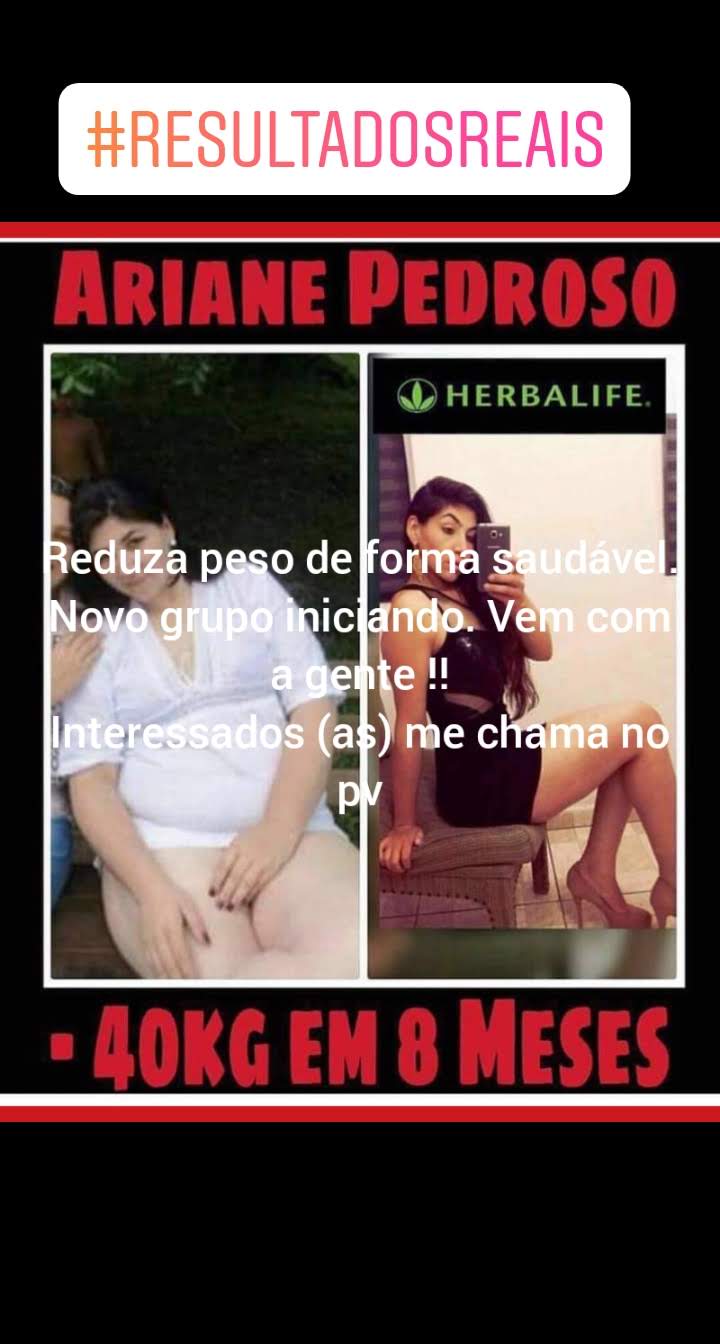 #RESULTADOSREAIS
ARIANE PEDROSO
HERBALIFE.
Reduza peso de forma saudável.
Novo grupo iniciando. Vem com
a gente !!
Interessados (as) me chama no
pv
- 40KG EM 8 MESES